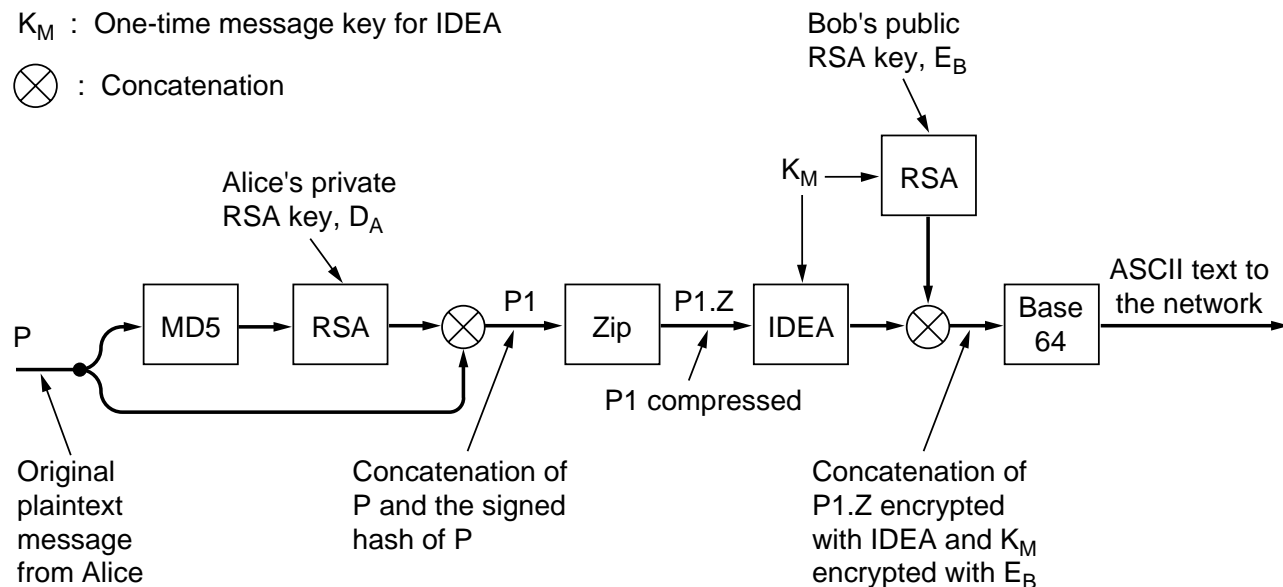 K_M : One-time message key for IDEA
: Concatenation
Bob's public
RSA key, E_B
Alice's private
RSA key, D_A
K_M
RSA
P
MD5
RSA
P1
Zip
P1.Z
IDEA
Base
64
ASCII text to
the network
P1 compressed
Original
plaintext
message
from Alice
Concatenation of
P and the signed
hash of P
Concatenation of
P1.Z encrypted
with IDEA and K_M
encrypted with E_B